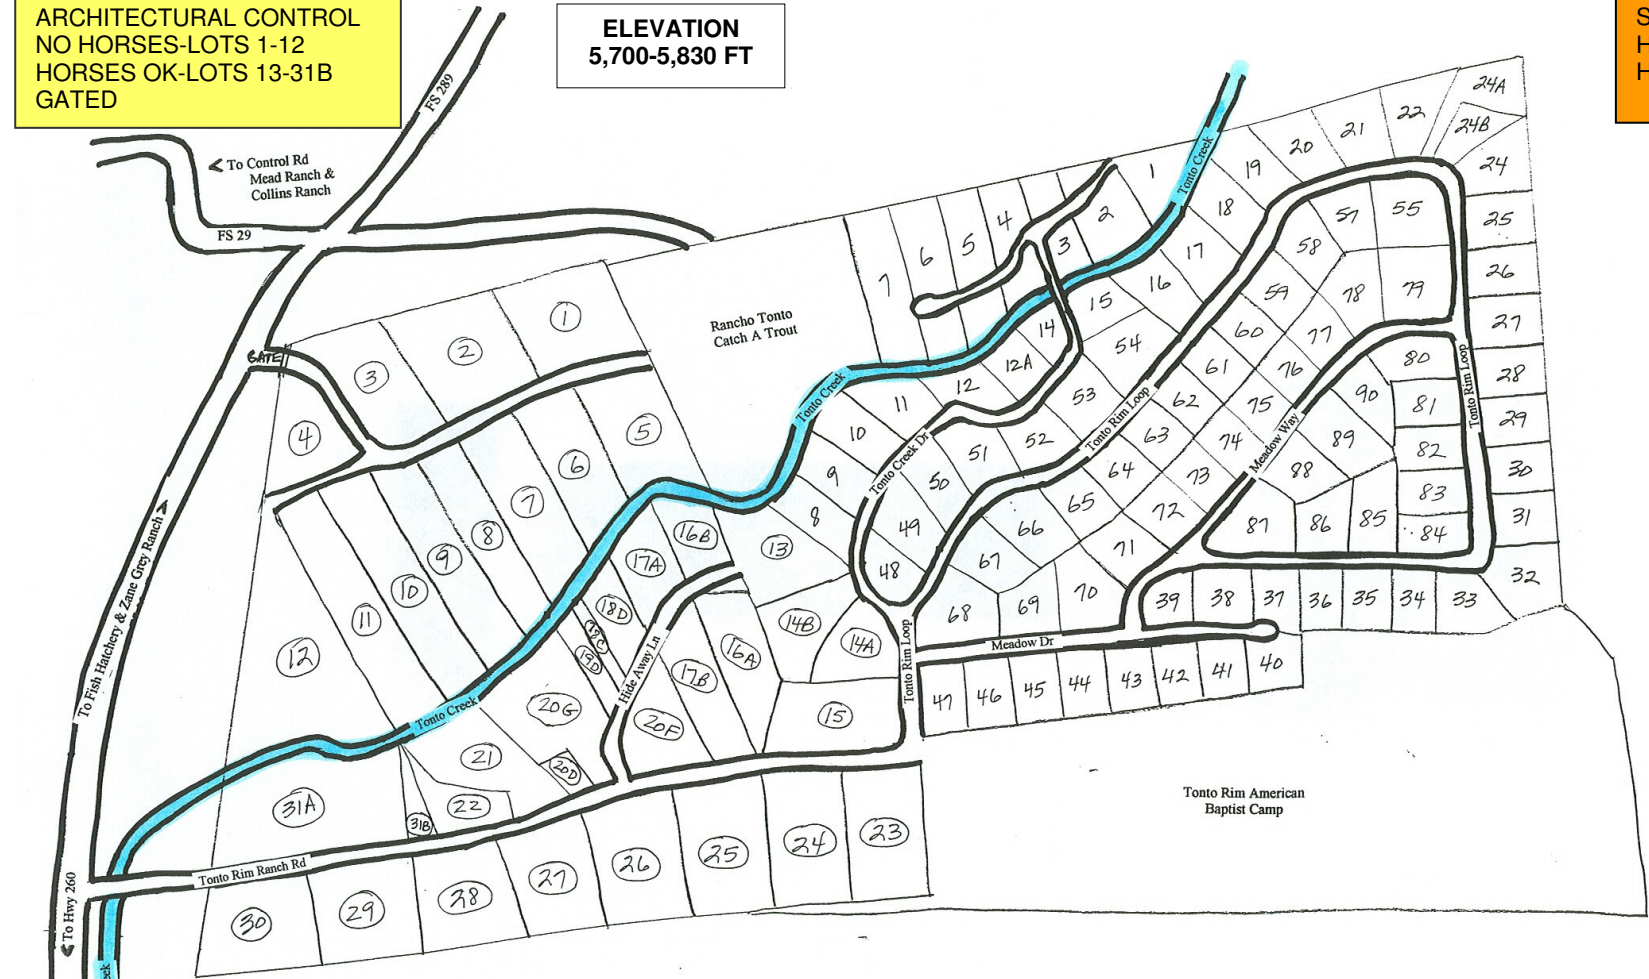 ARCHITECTURAL CONTROL
NO HORSES-LOTS 1-12
HORSES OK-LOTS 13-31B
GATED
ELEVATION
5,700-5,830 FT
S
H
H
FS 289
< To Control Rd
Mead Ranch &
Collins Ranch
FS 29
Rancho Tonto
Catch A Trout
GATE
To Fish Hatchery & Zane Grey Ranch >
< To Hwy 260
Tonto Creek
Tonto Creek
Tonto Creek
eek
Tonto Creek Dr
Tonto Rim Loop
Tonto Rim Loop
Tonto Rim Loop
Meadow Way
Meadow Dr
Hide Away Ln
Tonto Rim Ranch Rd
Tonto Rim American
Baptist Camp
1
2
3
4
5
6
7
8
9
10
11
12
13
14A
14B
15
16A
16B
17A
17B
18D
18C
19D
20G
20F
20D
21
22
23
24
25
26
27
28
29
30
31A
31B
1
2
3
4
5
6
7
8
9
10
11
12
12A
14
15
16
17
18
19
20
21
22
24A
24B
24
25
26
27
28
29
30
31
32
33
34
35
36
37
38
39
40
41
42
43
44
45
46
47
48
49
50
51
52
53
54
55
57
58
59
60
61
62
63
64
65
66
67
68
69
70
71
72
73
74
75
76
77
78
79
80
81
82
83
84
85
86
87
88
89
90